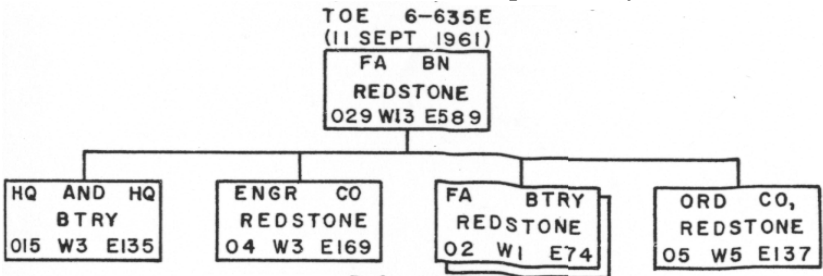 TOE 6-635E
(11 SEPT 1961)
FA BN
REDSTONE
029 W13 E589
HQ AND HQ
BTRY
015 W3 E135
ENGR CO
REDSTONE
04 W3 E169
FA BTRY
REDSTONE
02 W1 E74
ORD CO,
REDSTONE
05 W5 E137